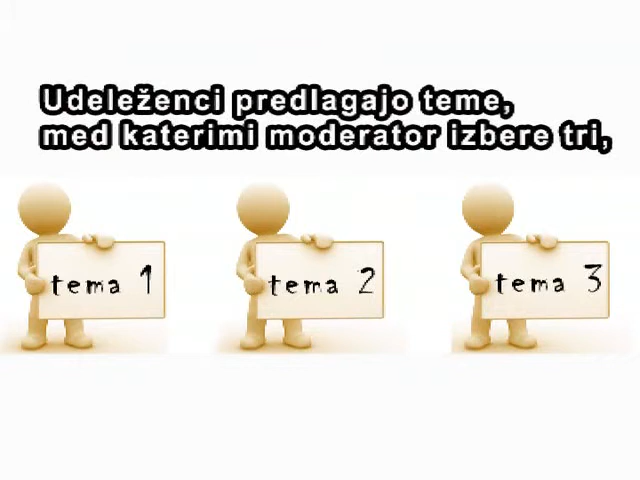 Udeleženci predlagajo teme,
med katerimi moderator izbere tri,
tema 1
tema 2
tema 3